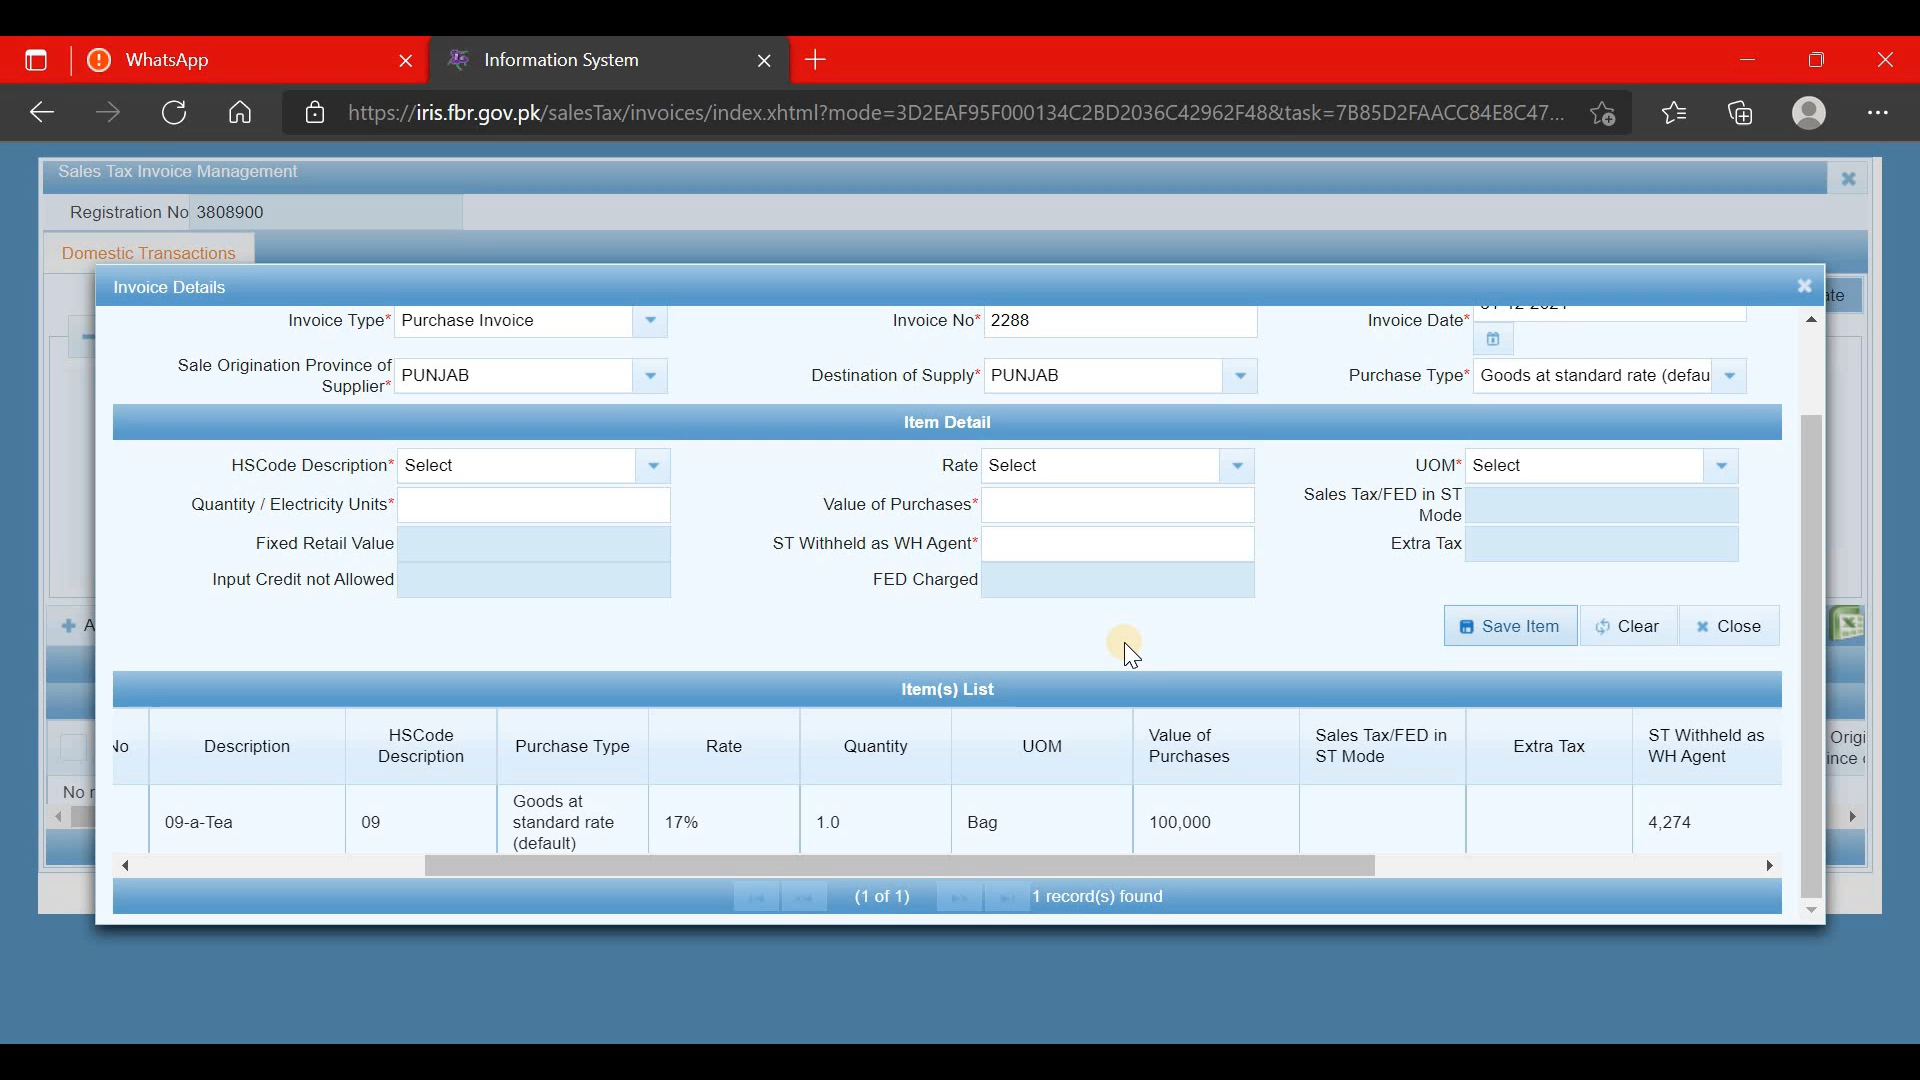 WhatsApp
Information System
https://iris.fbr.gov.pk/salesTax/invoices/index.xhtml?mode=3D2EAF95F000134C2BD2036C42962F48&task=7B85D2FAACC84E8C47...
Sales Tax Invoice Management
Registration No 3808900
Domestic Transactions
Invoice Details
Invoice Type* Purchase Invoice
Invoice No* 2288
Invoice Date*
Sale Origination Province of
Supplier* PUNJAB
Destination of Supply* PUNJAB
Purchase Type* Goods at standard rate (defau
Item Detail
HSCode Description* Select
Rate Select
UOM* Select
Quantity / Electricity Units*
Value of Purchases*
Sales Tax/FED in ST
Mode
Fixed Retail Value
ST Withheld as WH Agent*
Extra Tax
Input Credit not Allowed
FED Charged
Save Item
Clear
Close
Item(s) List
No
Description
HSCode
Description
Purchase Type
Rate
Quantity
UOM
Value of
Purchases
Sales Tax/FED in
ST Mode
Extra Tax
ST Withheld as
WH Agent
09-a-Tea
09
Goods at
standard rate
(default)
17%
1.0
Bag
100,000
4,274
No
(1 of 1)
1 record(s) found